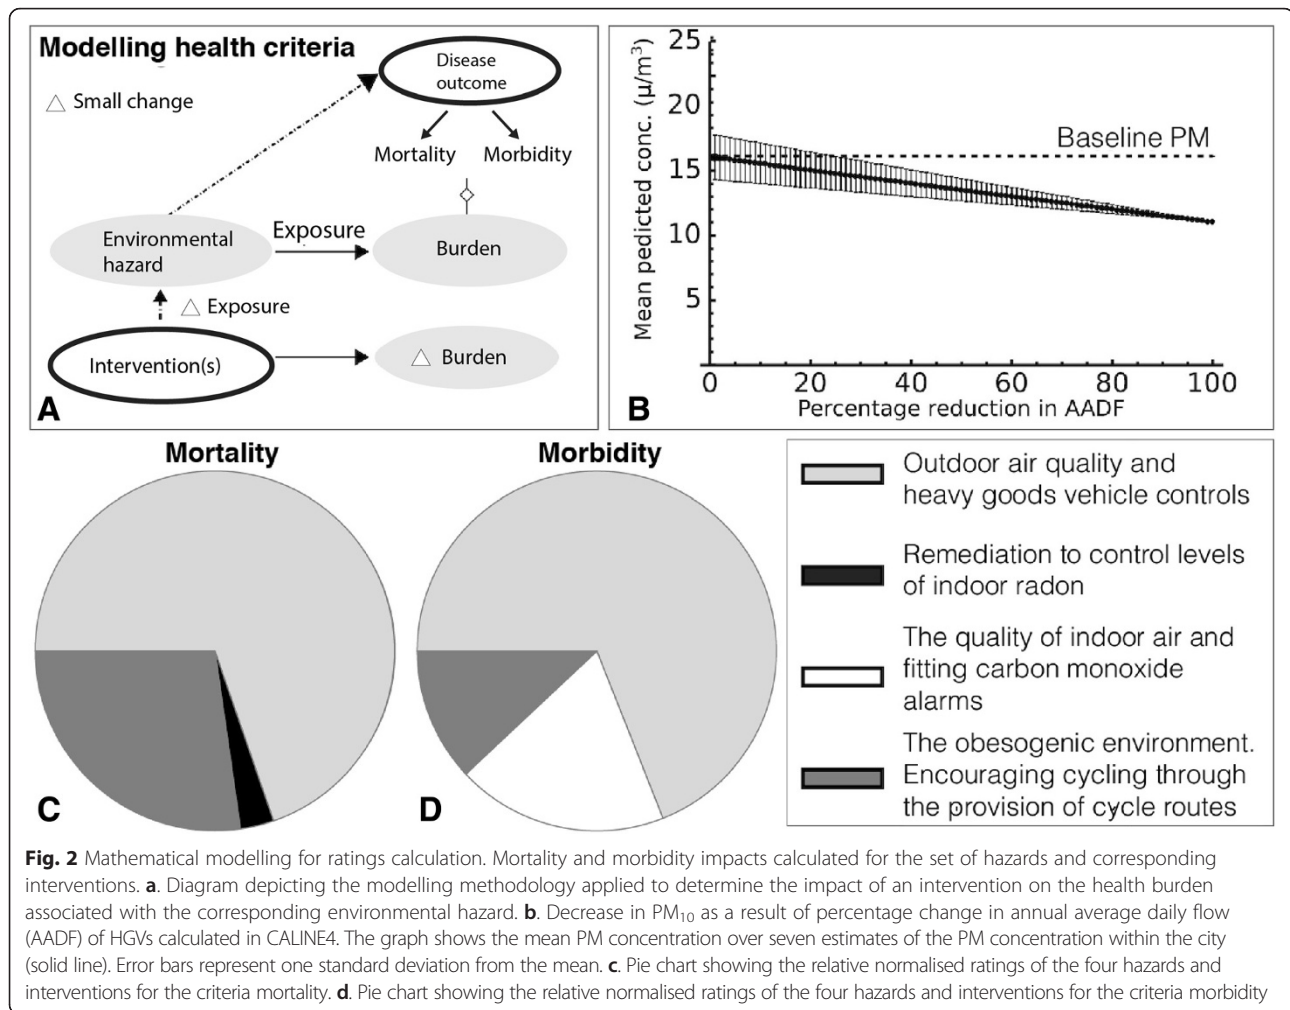 Modelling health criteria
△ Small change
Disease
outcome
Mortality Morbidity
Environmental
hazard
Exposure
Burden
△ Exposure
Intervention(s)
△ Burden
A
Mean pedicted conc. (µ/m³)
25
20
15
10
5
Baseline PM
0 20 40 60 80 100
Percentage reduction in AADF
B
Mortality
C
Morbidity
D
Outdoor air quality and
heavy goods vehicle controls
Remediation to control levels
of indoor radon
The quality of indoor air and
fitting carbon monoxide
alarms
The obesogenic environment.
Encouraging cycling through
the provision of cycle routes
Fig. 2 Mathematical modelling for ratings calculation. Mortality and morbidity impacts calculated for the set of hazards and corresponding
interventions. a. Diagram depicting the modelling methodology applied to determine the impact of an intervention on the health burden
associated with the corresponding environmental hazard. b. Decrease in PM₁₀ as a result of percentage change in annual average daily flow
(AADF) of HGVs calculated in CALINE4. The graph shows the mean PM concentration over seven estimates of the PM concentration within the city
(solid line). Error bars represent one standard deviation from the mean. c. Pie chart showing the relative normalised ratings of the four hazards and
interventions for the criteria mortality. d. Pie chart showing the relative normalised ratings of the four hazards and interventions for the criteria morbidity